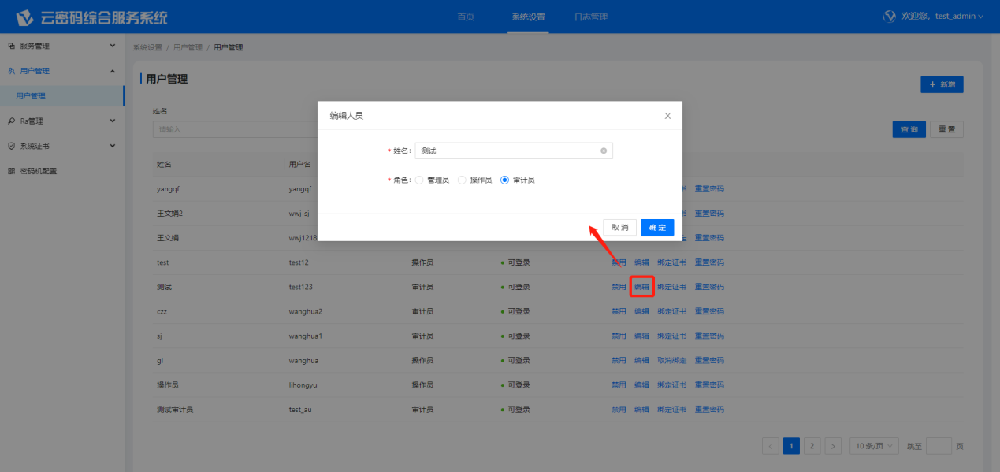 云密码综合服务系统 首页 系统设置 日志管理 欢迎您，test_admin
服务管理
用户管理
用户管理
Ra管理
系统证书
密码机配置
系统设置 / 用户管理 / 用户管理
用户管理
+ 新增
姓名
请输入
查 询 重 置
编辑人员
* 姓名： 测试
* 角色： 管理员 操作员 审计员
取 消 确 定
姓名 用户名
yangqf yangqf 书 重置密码
王文娟2 wwj-sj 书 重置密码
王文娟 wwj1218 定 重置密码
test test12 操作员 可登录 禁用 编辑 绑定证书 重置密码
测试 test123 审计员 可登录 禁用 编辑 绑定证书 重置密码
czz wanghua2 审计员 可登录 禁用 编辑 绑定证书 重置密码
sj wanghua1 审计员 可登录 禁用 编辑 绑定证书 重置密码
gl wanghua 操作员 可登录 禁用 编辑 取消绑定 重置密码
操作员 lihongyu 操作员 可登录 禁用 编辑 绑定证书 重置密码
测试审计员 test_au 审计员 可登录 禁用 编辑 绑定证书 重置密码
< 1 2 > 10 条/页 跳至 页